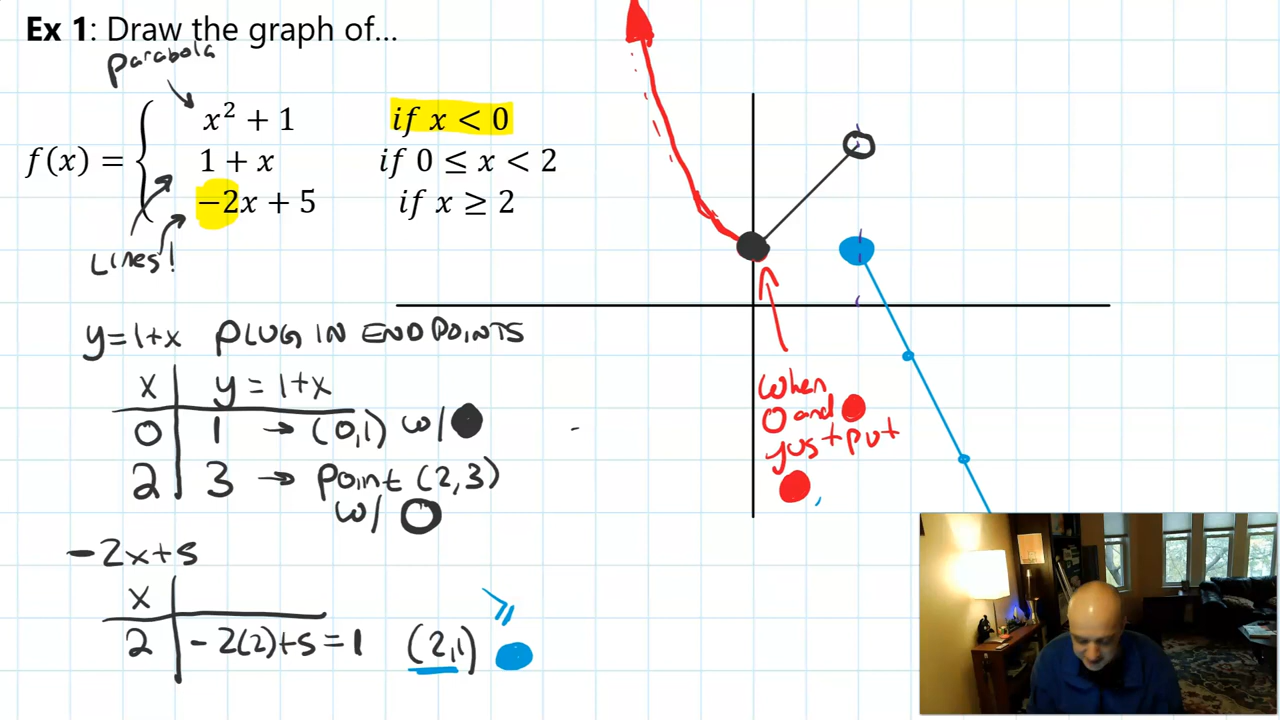 Ex 1: Draw the graph of...
parabola
f(x) = { x² + 1 if x < 0
1 + x if 0 ≤ x < 2
−2x + 5 if x ≥ 2
Lines!
y=1+x PLUG IN ENDPOINTS
x y = 1+x
0 1 → (0,1) w/ ●
2 3 → point (2,3)
w/ ○
-2x+5
x
2 -2(2)+5=1 (2,1) ●
≥
when
○ and ●
just put
●